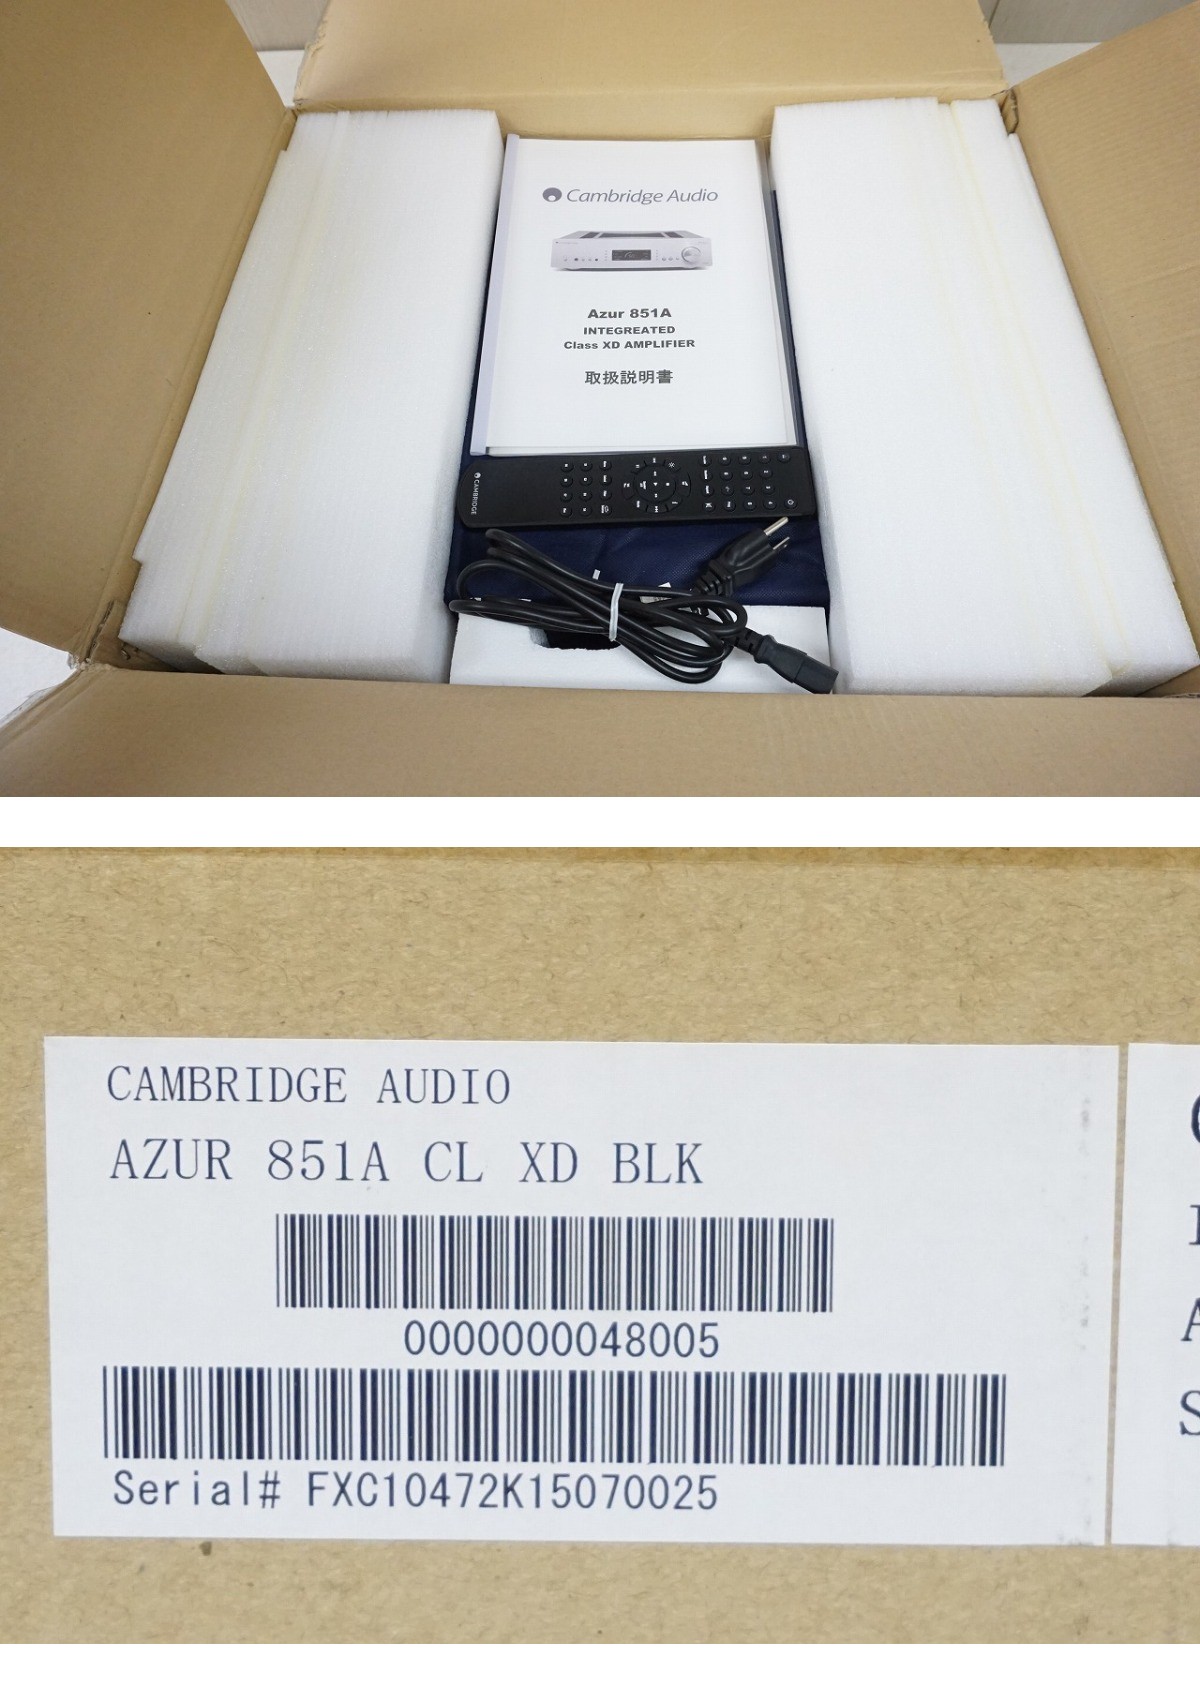 Cambridge Audio
Azur 851A
INTEGREATED
Class XD AMPLIFIER
取扱説明書
CAMBRIDGE
CAMBRIDGE AUDIO
AZUR 851A CL XD BLK
0000000048005
Serial# FXC10472K15070025